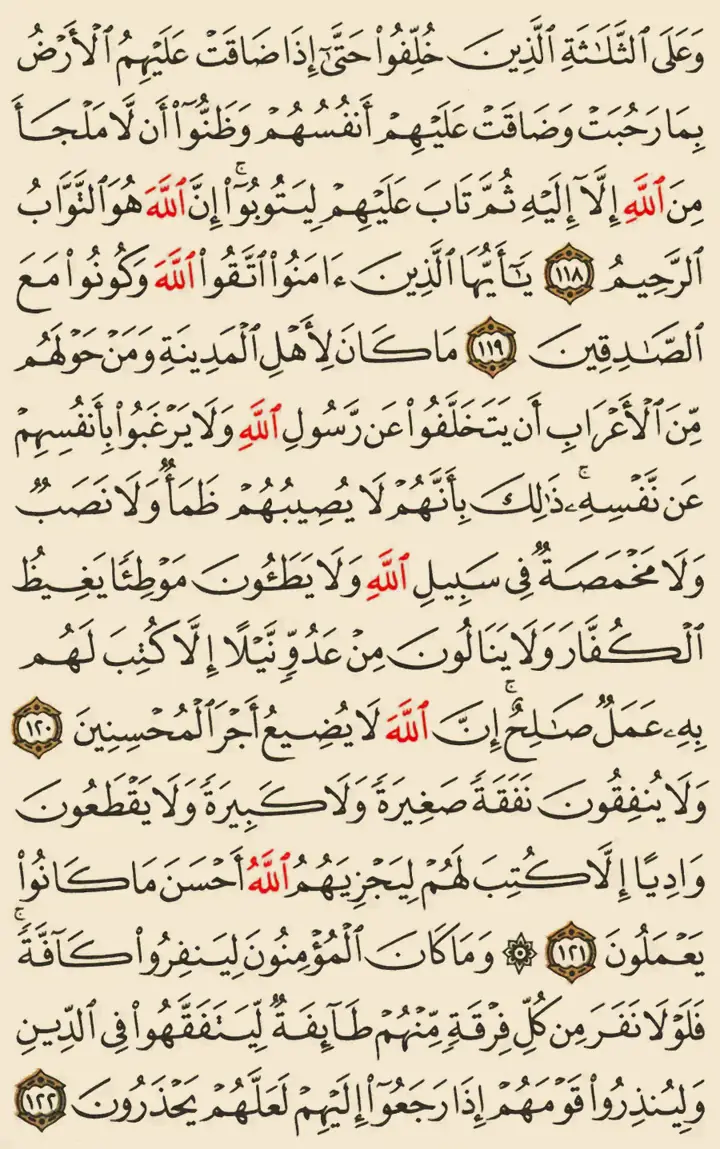 وَعَلَى ٱلثَّلَـٰثَةِ ٱلَّذِينَ خُلِّفُوا۟ حَتَّىٰٓ إِذَا ضَاقَتْ عَلَيْهِمُ ٱلْأَرْضُ
بِمَا رَحُبَتْ وَضَاقَتْ عَلَيْهِمْ أَنفُسُهُمْ وَظَنُّوٓا۟ أَن لَّا مَلْجَأَ
مِنَ ٱللَّهِ إِلَّآ إِلَيْهِ ثُمَّ تَابَ عَلَيْهِمْ لِيَتُوبُوٓا۟ ۚ إِنَّ ٱللَّهَ هُوَ ٱلتَّوَّابُ
ٱلرَّحِيمُ ١١٨ يَـٰٓأَيُّهَا ٱلَّذِينَ ءَامَنُوا۟ ٱتَّقُوا۟ ٱللَّهَ وَكُونُوا۟ مَعَ
ٱلصَّـٰدِقِينَ ١١٩ مَا كَانَ لِأَهْلِ ٱلْمَدِينَةِ وَمَنْ حَوْلَهُم
مِّنَ ٱلْأَعْرَابِ أَن يَتَخَلَّفُوا۟ عَن رَّسُولِ ٱللَّهِ وَلَا يَرْغَبُوا۟ بِأَنفُسِهِمْ
عَن نَّفْسِهِۦ ۚ ذَٰلِكَ بِأَنَّهُمْ لَا يُصِيبُهُمْ ظَمَأٌ وَلَا نَصَبٌ
وَلَا مَخْمَصَةٌ فِى سَبِيلِ ٱللَّهِ وَلَا يَطَـُٔونَ مَوْطِئًا يَغِيظُ
ٱلْكُفَّارَ وَلَا يَنَالُونَ مِنْ عَدُوٍّ نَّيْلًا إِلَّا كُتِبَ لَهُم
بِهِۦ عَمَلٌ صَـٰلِحٌ ۚ إِنَّ ٱللَّهَ لَا يُضِيعُ أَجْرَ ٱلْمُحْسِنِينَ ١٢٠
وَلَا يُنفِقُونَ نَفَقَةً صَغِيرَةً وَلَا كَبِيرَةً وَلَا يَقْطَعُونَ
وَادِيًا إِلَّا كُتِبَ لَهُمْ لِيَجْزِيَهُمُ ٱللَّهُ أَحْسَنَ مَا كَانُوا۟
يَعْمَلُونَ ١٢١ ۞ وَمَا كَانَ ٱلْمُؤْمِنُونَ لِيَنفِرُوا۟ كَآفَّةً ۚ
فَلَوْلَا نَفَرَ مِن كُلِّ فِرْقَةٍ مِّنْهُمْ طَآئِفَةٌ لِّيَتَفَقَّهُوا۟ فِى ٱلدِّينِ
وَلِيُنذِرُوا۟ قَوْمَهُمْ إِذَا رَجَعُوٓا۟ إِلَيْهِمْ لَعَلَّهُمْ يَحْذَرُونَ ١٢٢